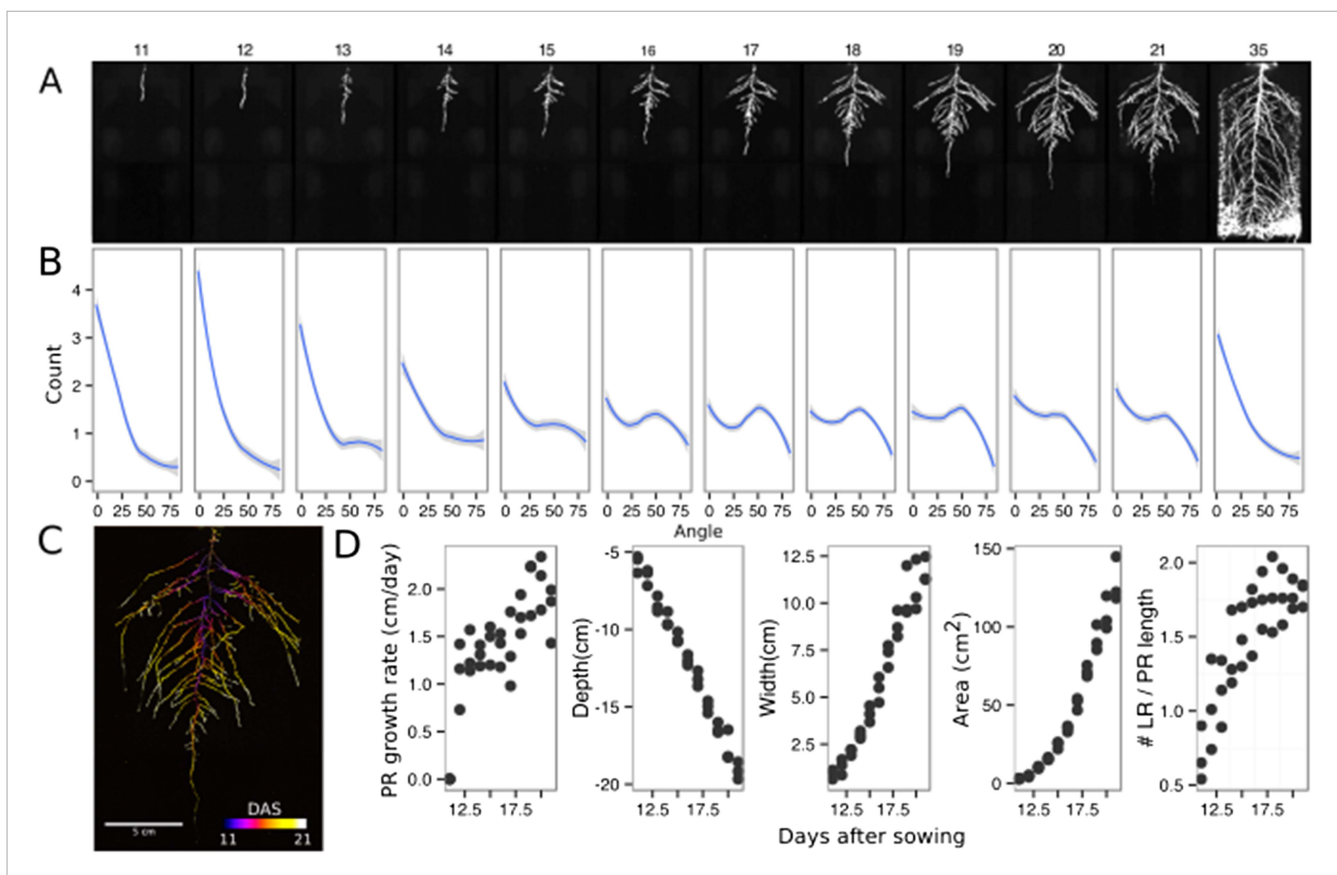 11 12 13 14 15 16 17 18 19 20 21 35
A
B
Count
4
3
2
1
0
0 25 50 75 0 25 50 75 0 25 50 75 0 25 50 75 0 25 50 75 0 25 50 75 0 25 50 75 0 25 50 75 0 25 50 75 0 25 50 75 0 25 50 75 0 25 50 75
Angle
C
5 cm
DAS
11 21
D
PR growth rate (cm/day)
2.0
1.5
1.0
0.5
0.0
12.5 17.5
Depth(cm)
-5
-10
-15
-20
12.5 17.5
Width(cm)
12.5
10.0
7.5
5.0
2.5
12.5 17.5
Area (cm2)
150
100
50
0
12.5 17.5
# LR / PR length
2.0
1.5
1.0
0.5
12.5 17.5
Days after sowing